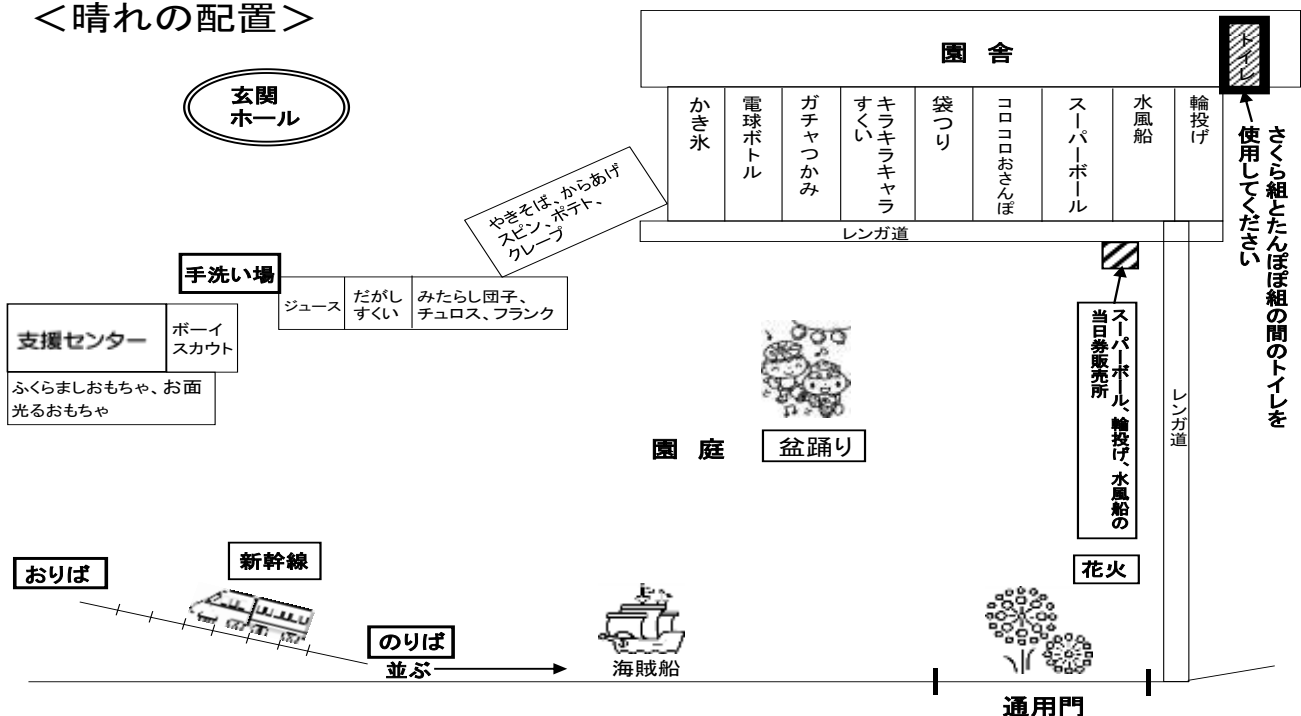 ＜晴れの配置＞
玄関
ホール
園 舎
トイレ
かき氷
電球ボトル
ガチャつかみ
キラキラキャラ
すくい
袋つり
コロコロおさんぽ
スーパーボール
水風船
輪投げ
さくら組とたんぽぽ組の間のトイレを
使用してください
やきそば、からあげ
スピン、ポテト、
クレープ
レンガ道
手洗い場
ジュース
だがし
すくい
みたらし団子、
チュロス、フランク
支援センター
ボーイ
スカウト
ふくらましおもちゃ、お面
光るおもちゃ
スーパーボール、輪投げ、水風船の
当日券販売所
レンガ道
園 庭
盆踊り
おりば
新幹線
のりば
並ぶ
海賊船
花火
通用門